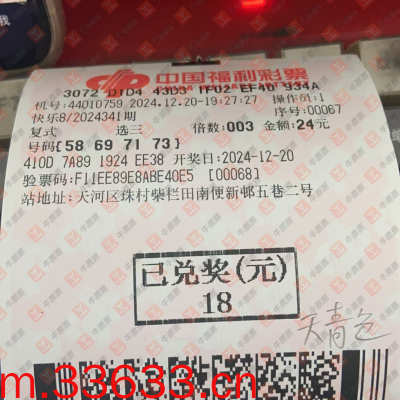 中国福利彩票
3072 D1D4 43D3 1F02 EF4D 934A
机号:44010759 2024.12.20-19:27:27 操作员:1
快乐8/2024341期 序号:00067
复式 选三 倍数:003 金额:24元
号码{58 69 71 73}
410D 7A89 1924 EE38 开奖日:2024-12-20
验票码:F11EE89E8ABE40E5 [00068]
站地址:天河区珠村柴栏田南便新邨五巷二号
已兑奖(元)
18
天青色
m.33633.cn